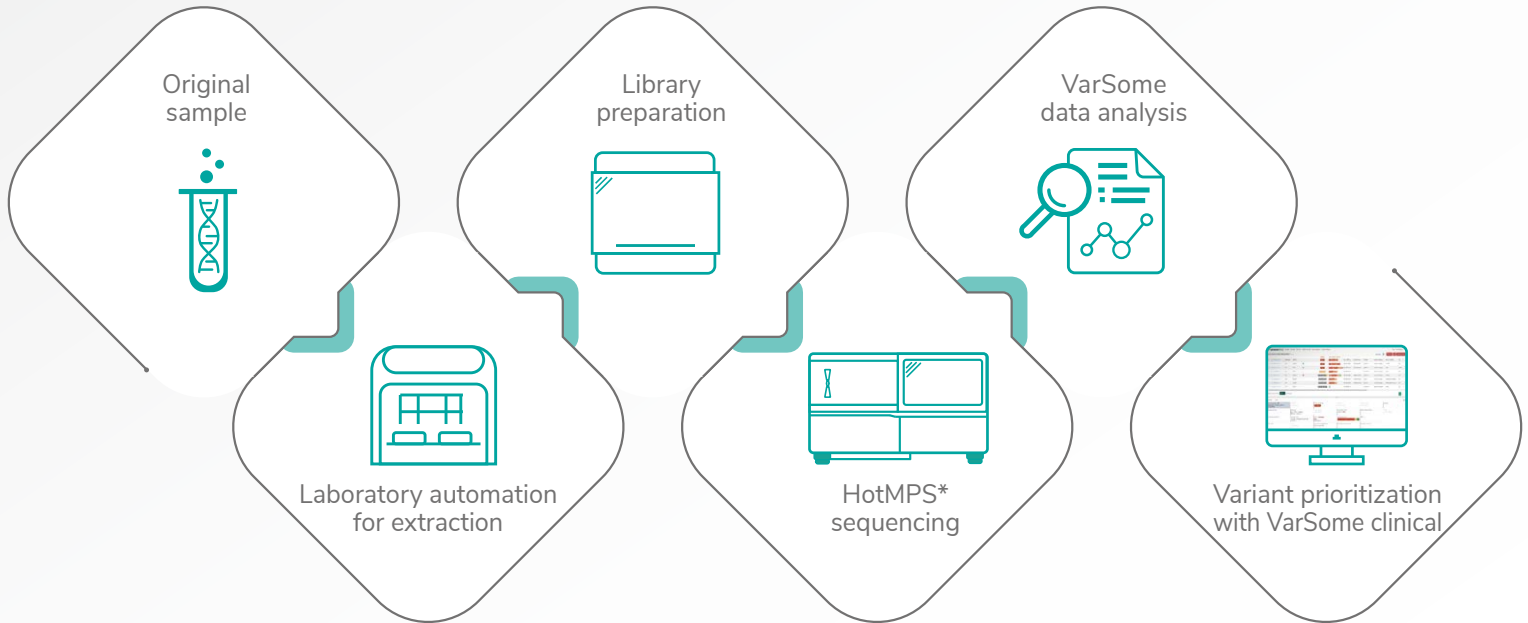 Original
sample
Laboratory automation
for extraction
Library
preparation
HotMPS*
sequencing
VarSome
data analysis
Variant prioritization
with VarSome clinical